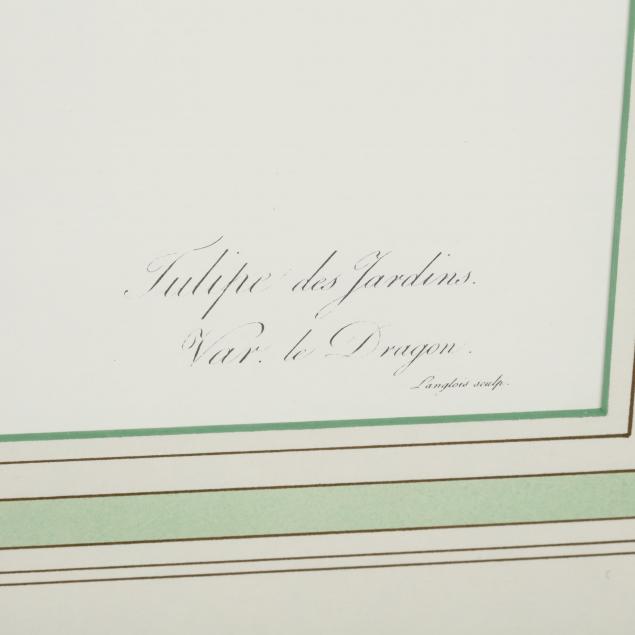 Tulipe des Jardins.
Var. le Dragon.
Langlois sculp.